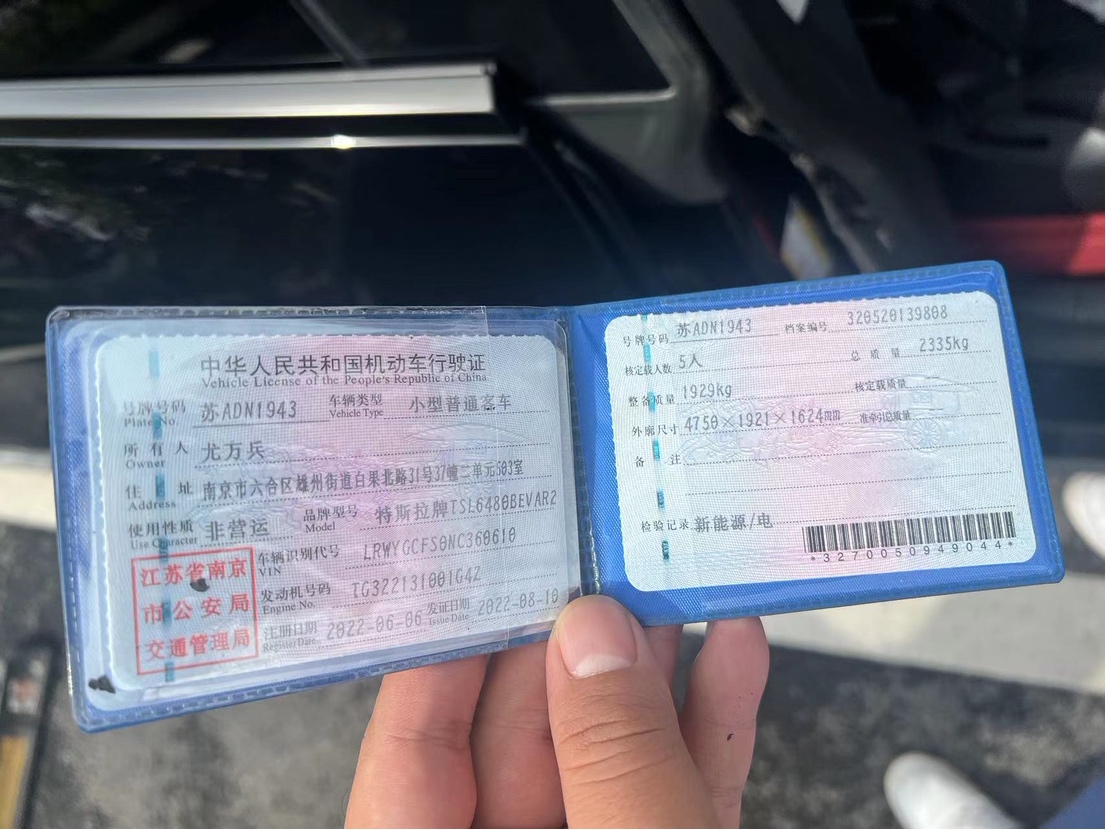 中华人民共和国机动车行驶证
Vehicle License of the People's Republic of China
号牌号码 苏ADN1943 车辆类型 小型普通客车
Plate No. Vehicle Type
所有人 尤万兵
Owner
住址 南京市六合区雄州街道白果北路31号37幢二单元503室
Address
使用性质 非营运 品牌型号 特斯拉牌TSL6480BEVAR2
Use Character Model
车辆识别代号 LRWYGCFS0NC360610
VIN
发动机号码 TG322131001G4Z
Engine No.
注册日期 2022-06-06 发证日期 2022-08-10
Register Date Issue Date
江苏省南京
市公安局
交通管理局
号牌号码 苏ADN1943 档案编号 320520139808
核定载人数 5人 总质量 2335kg
整备质量 1929kg 核定载质量
外廓尺寸 4750×1921×1624mm 准牵引总质量
备注
检验记录 新能源/电
*3270050949044*